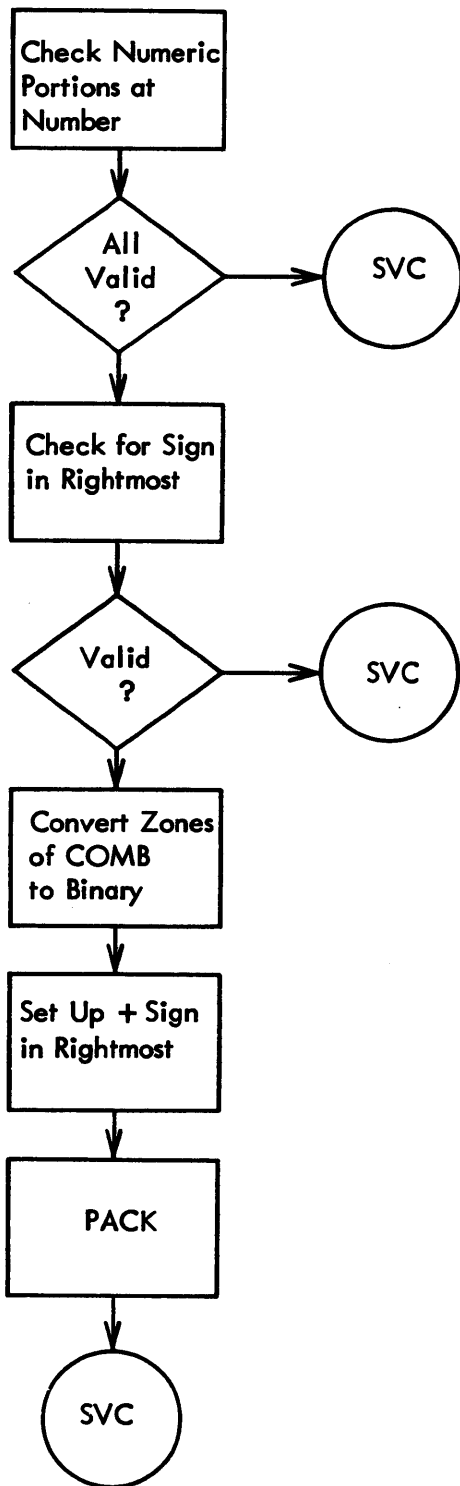 Check Numeric
Portions at
Number
All
Valid
?
SVC
Check for Sign
in Rightmost
Valid
?
SVC
Convert Zones
of COMB
to Binary
Set Up + Sign
in Rightmost
PACK
SVC